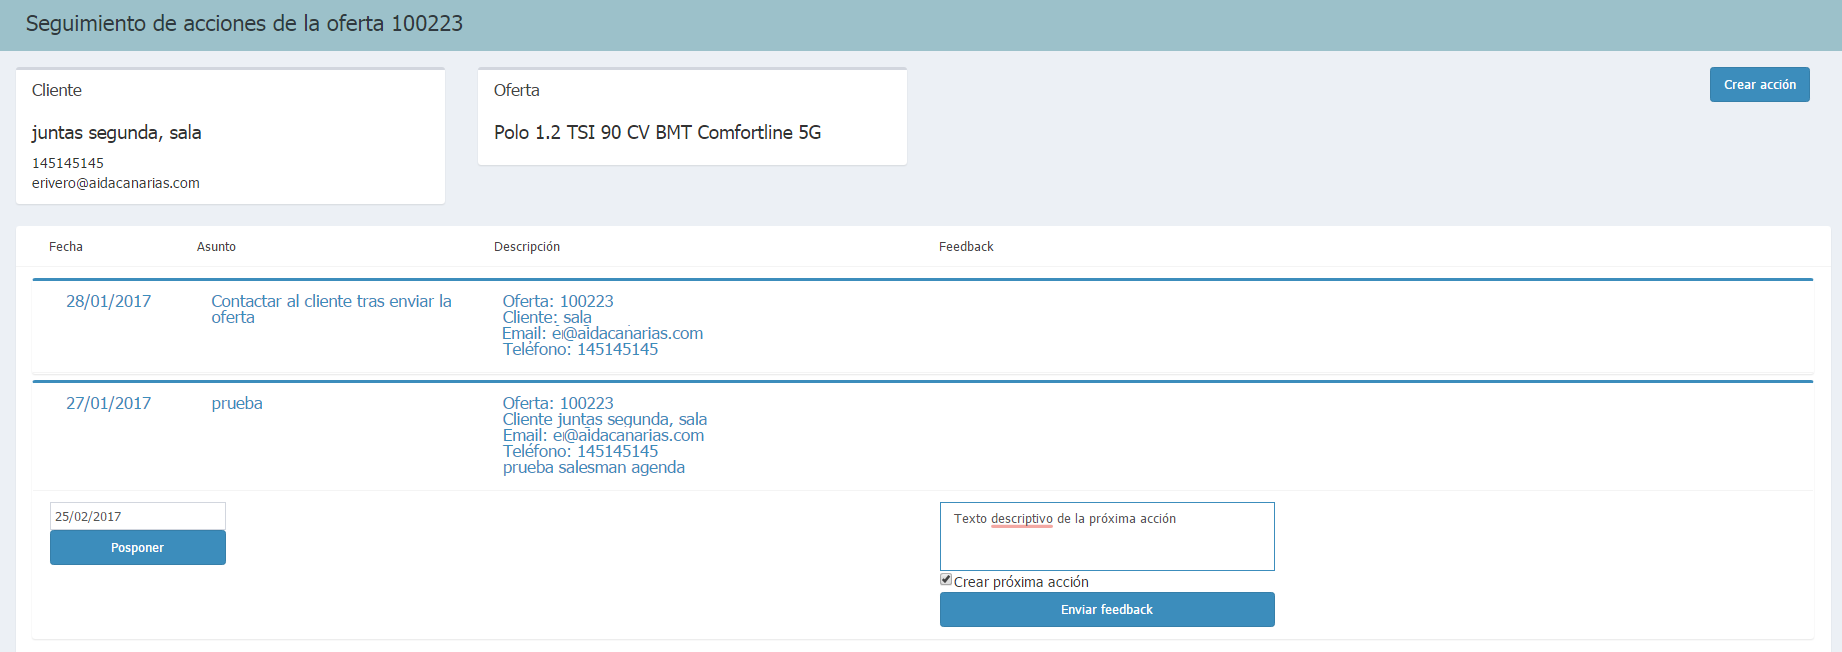 Seguimiento de acciones de la oferta 100223
Cliente
juntas segunda, sala
145145145
erivero@aidacanarias.com
Oferta
Polo 1.2 TSI 90 CV BMT Comfortline 5G
Crear acción
Fecha Asunto Descripción Feedback
28/01/2017
Contactar al cliente tras enviar la
oferta
Oferta: 100223
Cliente: sala
Email: e@aidacanarias.com
Teléfono: 145145145
27/01/2017
prueba
Oferta: 100223
Cliente juntas segunda, sala
Email: e@aidacanarias.com
Teléfono: 145145145
prueba salesman agenda
25/02/2017
Posponer
Texto descriptivo de la próxima acción
Crear próxima acción
Enviar feedback